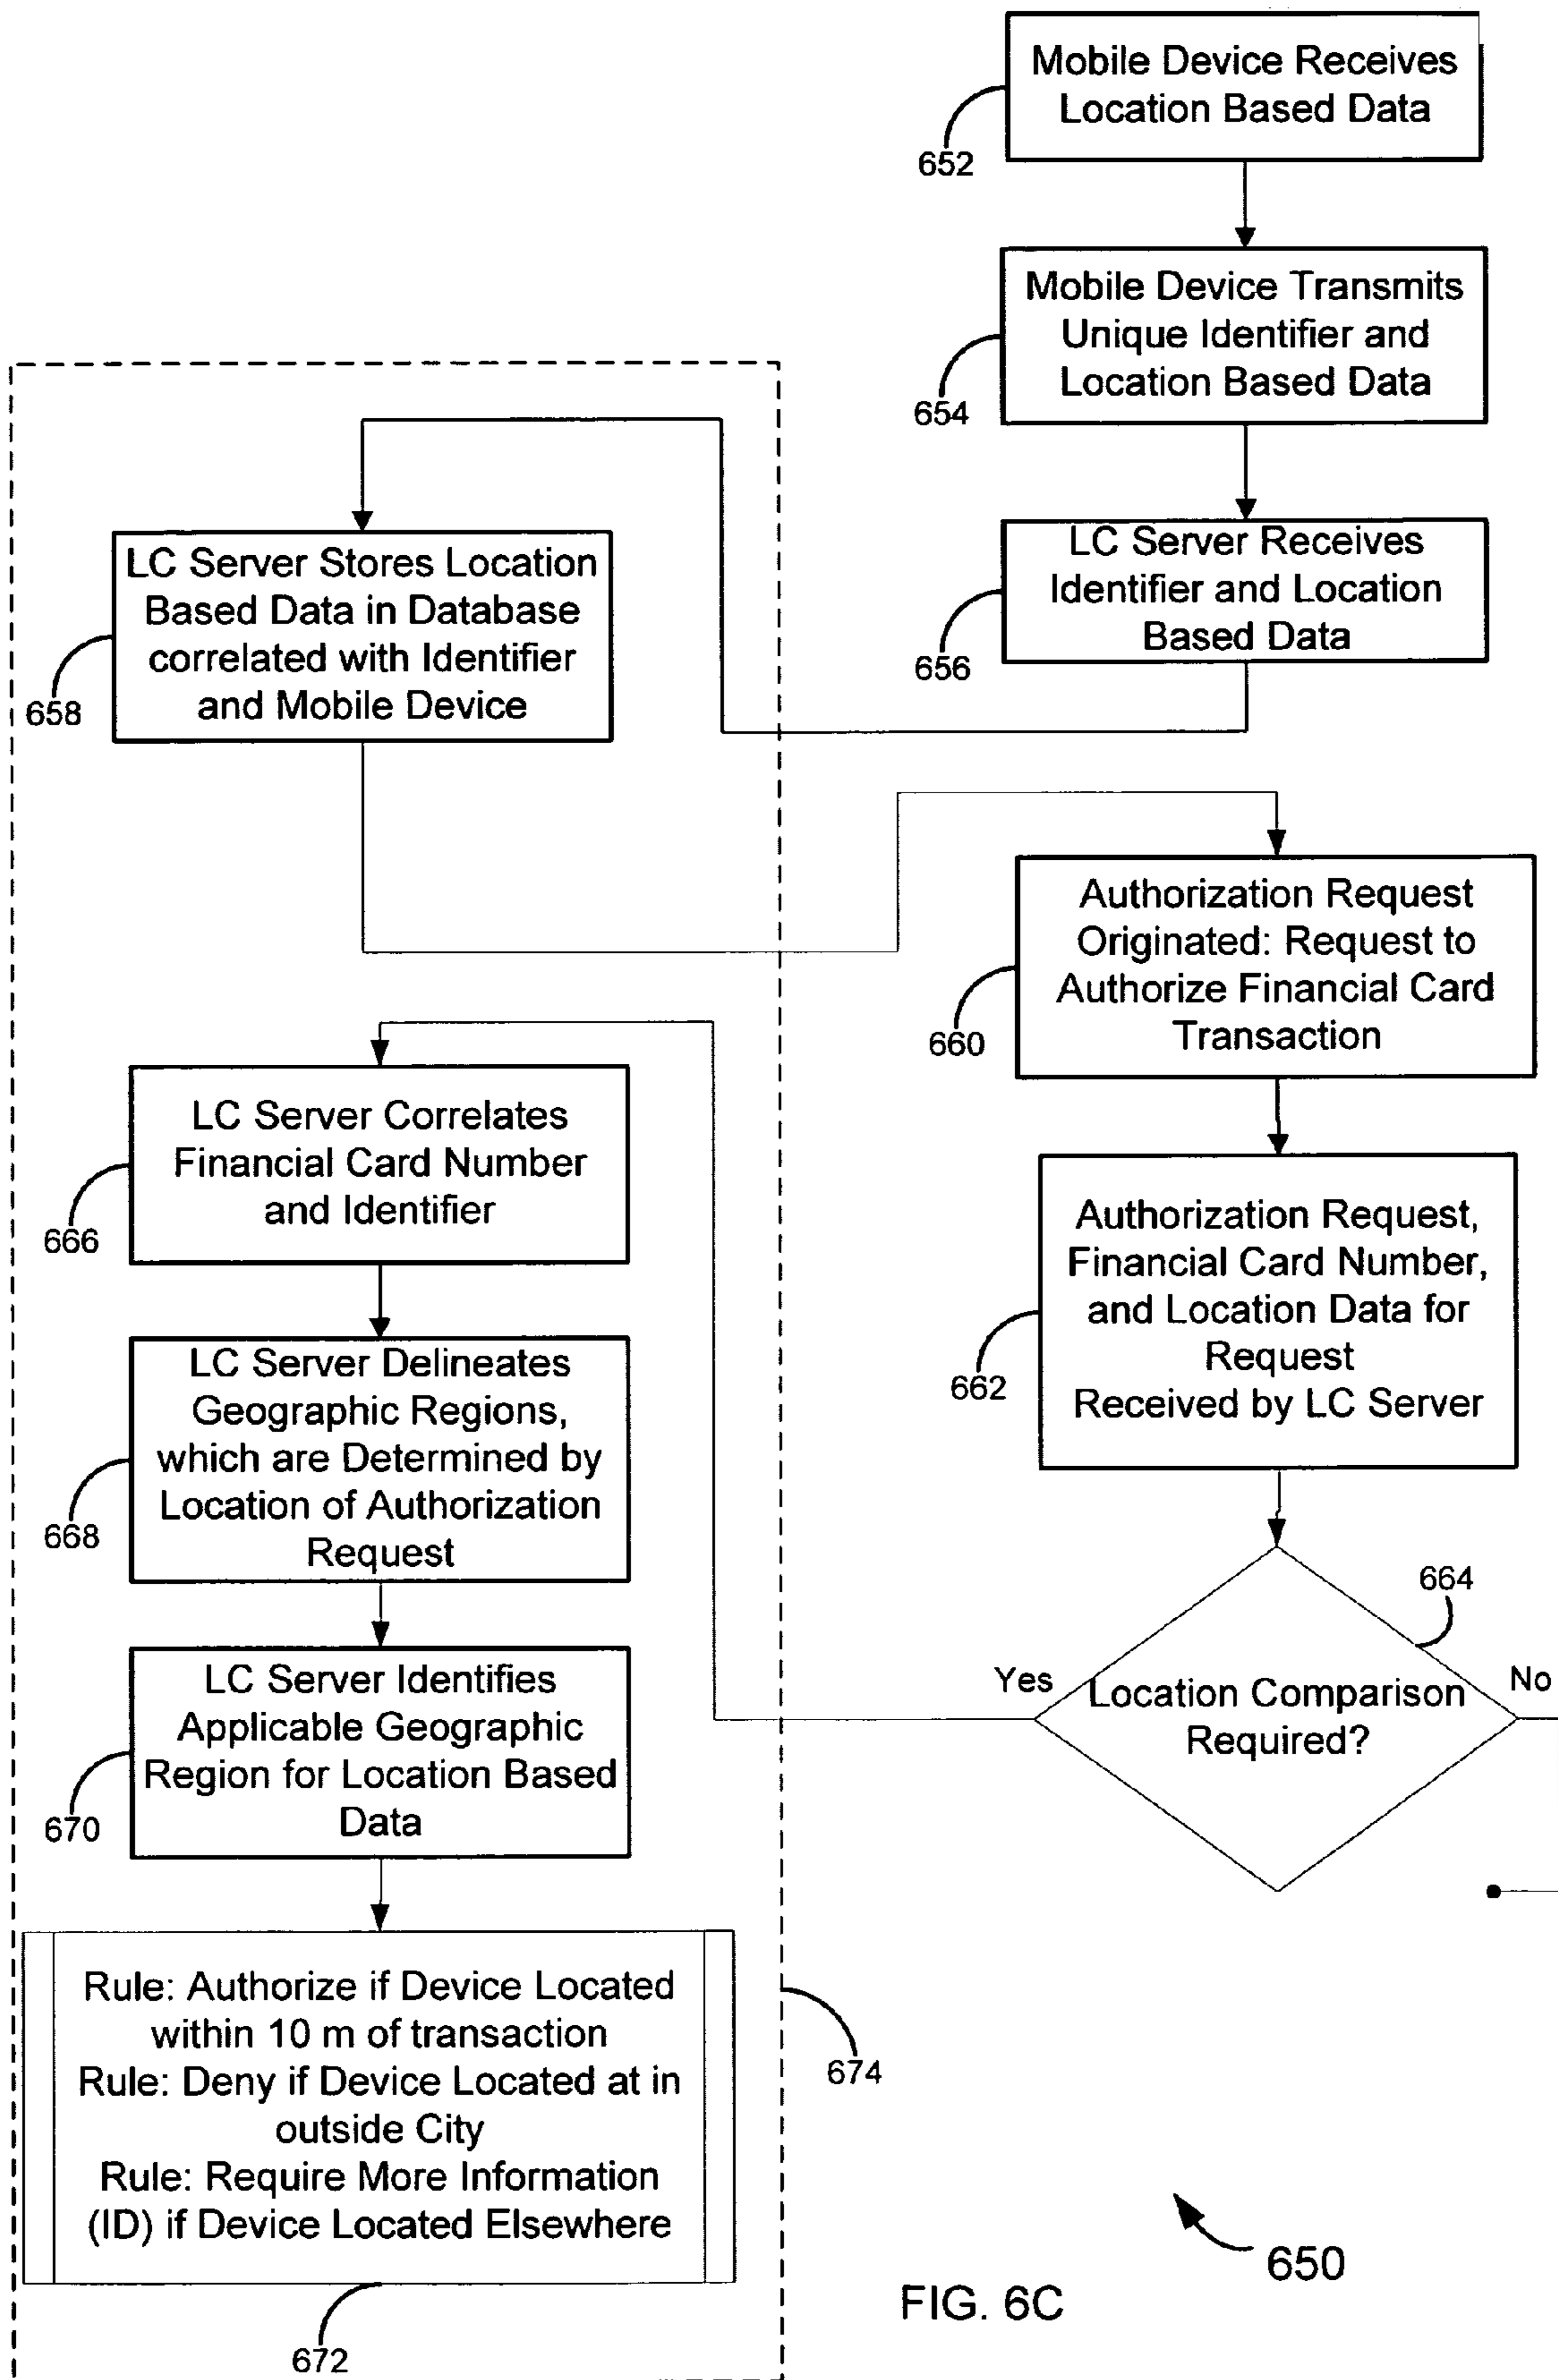 Mobile Device Receives
Location Based Data
652
Mobile Device Transmits
Unique Identifier and
Location Based Data
654
LC Server Receives
Identifier and Location
Based Data
656
LC Server Stores Location
Based Data in Database
correlated with Identifier
and Mobile Device
658
Authorization Request
Originated: Request to
Authorize Financial Card
Transaction
660
Authorization Request,
Financial Card Number,
and Location Data for
Request
Received by LC Server
662
664
Yes
No
Location Comparison
Required?
LC Server Correlates
Financial Card Number
and Identifier
666
LC Server Delineates
Geographic Regions,
which are Determined by
Location of Authorization
Request
668
LC Server Identifies
Applicable Geographic
Region for Location Based
Data
670
Rule: Authorize if Device Located
within 10 m of transaction
Rule: Deny if Device Located at in
outside City
Rule: Require More Information
(ID) if Device Located Elsewhere
672
674
650
FIG. 6C